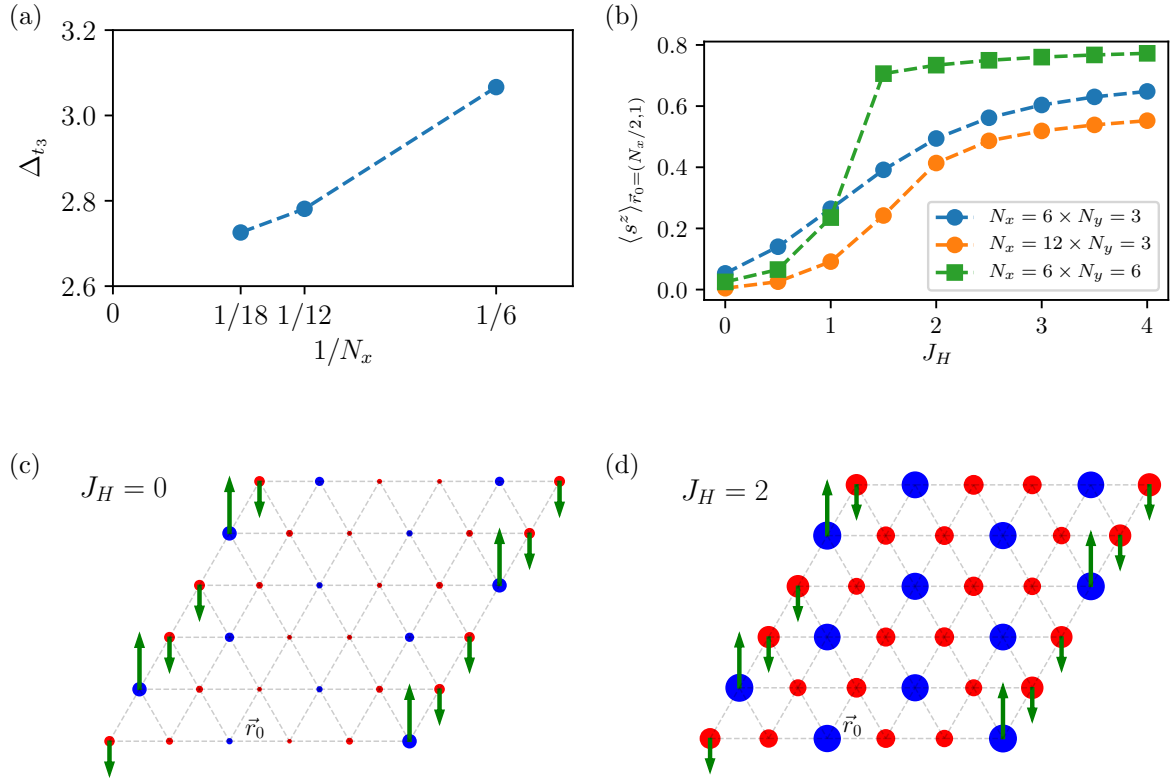 (a)
3.2
3.0
2.8
2.6
Δ_{t_3}
0
1/18
1/12
1/6
1/N_x
(b)
0.8
0.6
0.4
0.2
0.0
⟨s^z⟩_{\vec{r}_0=(N_x/2,1)}
N_x = 6 × N_y = 3
N_x = 12 × N_y = 3
N_x = 6 × N_y = 6
0
1
2
3
4
J_H
(c)
J_H = 0
\vec{r}_0
(d)
J_H = 2
\vec{r}_0